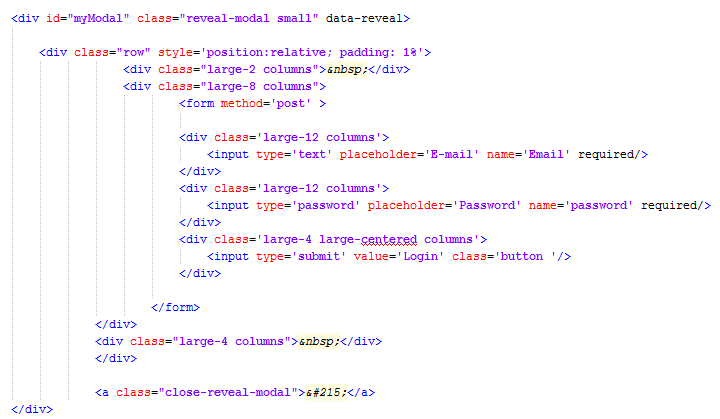 <div id="myModal" class="reveal-modal small" data-reveal>
<div class="row" style='position:relative; padding: 1%'>
<div class="large-2 columns">&nbsp;</div>
<div class="large-8 columns">
<form method='post' >
<div class='large-12 columns'>
<input type='text' placeholder='E-mail' name='Email' required/>
</div>
<div class='large-12 columns'>
<input type='password' placeholder='Password' name='password' required/>
</div>
<div class='large-4 large-centered columns'>
<input type='submit' value='Login' class='button '/>
</div>
</form>
</div>
<div class="large-4 columns">&nbsp;</div>
</div>
<a class="close-reveal-modal">&#215;</a>
</div>